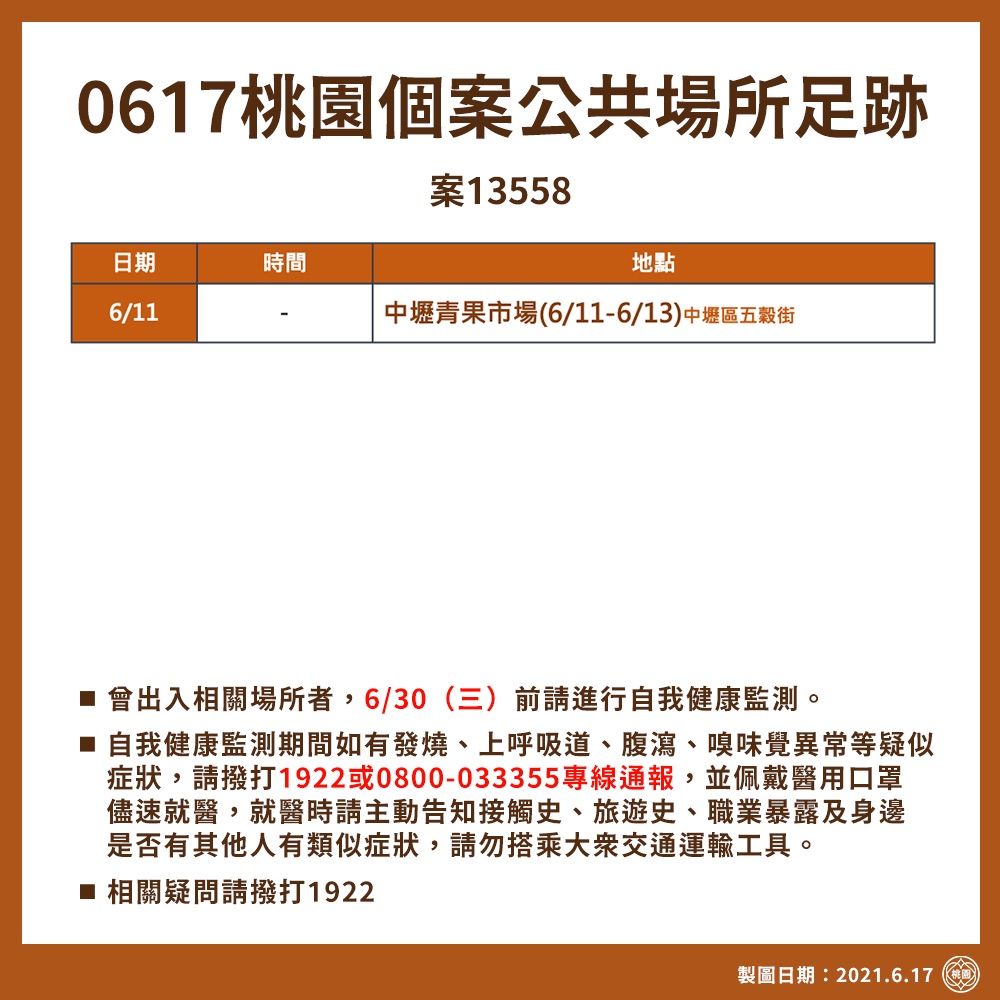 0617桃園個案公共場所足跡
案13558
日期 時間 地點
6/11 - 中壢青果市場(6/11-6/13)中壢區五穀街
■ 曾出入相關場所者，6/30（三）前請進行自我健康監測。
■ 自我健康監測期間如有發燒、上呼吸道、腹瀉、嗅味覺異常等疑似
症狀，請撥打1922或0800-033355專線通報，並佩戴醫用口罩
儘速就醫，就醫時請主動告知接觸史、旅遊史、職業暴露及身邊
是否有其他人有類似症狀，請勿搭乘大衆交通運輸工具。
■ 相關疑問請撥打1922
製圖日期：2021.6.17 桃園